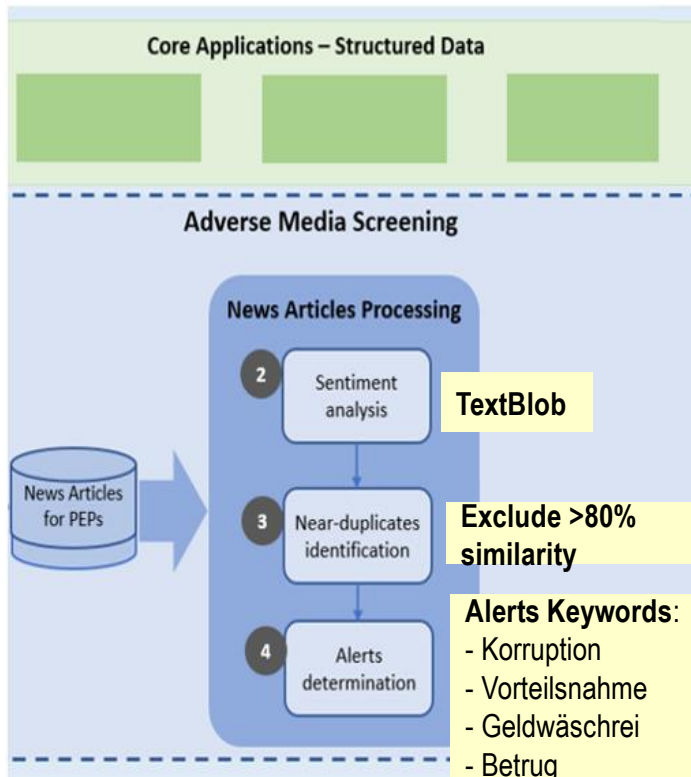 Core Applications – Structured Data
Adverse Media Screening
News Articles Processing
2
Sentiment
analysis
TextBlob
News Articles
for PEPs
3
Near-duplicates
identification
Exclude >80%
similarity
4
Alerts
determination
Alerts Keywords:
- Korruption
- Vorteilsnahme
- Geldwäschrei
- Betrug